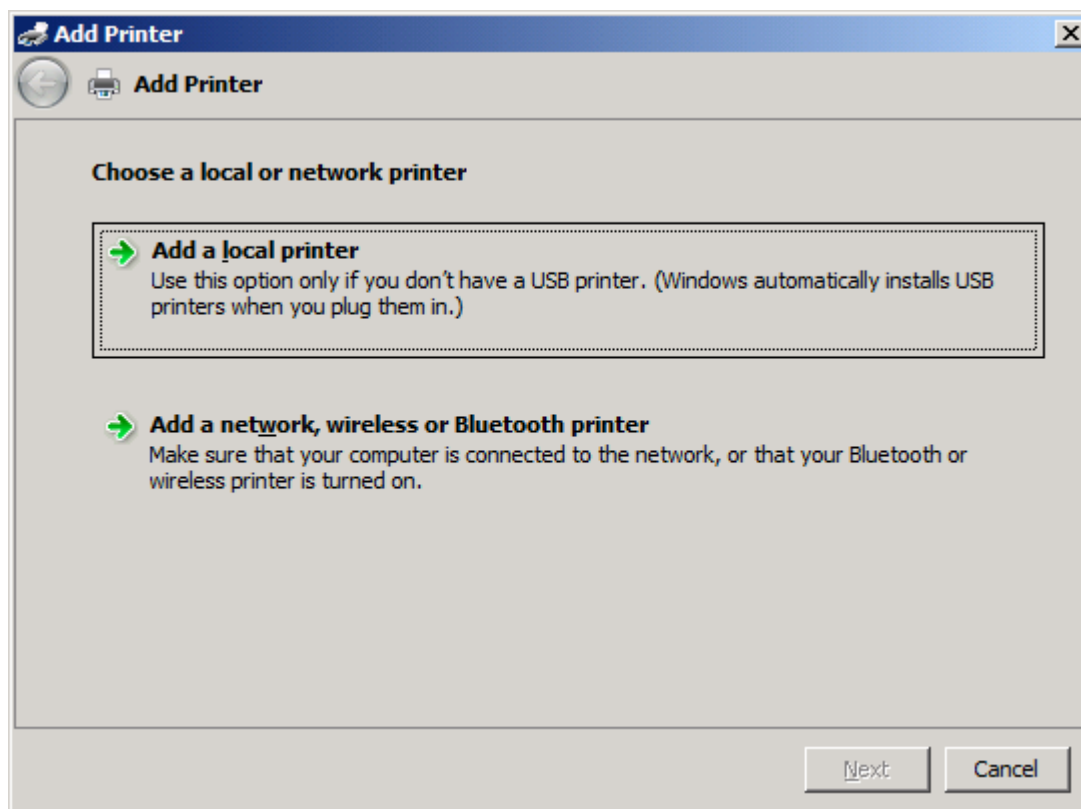 Add Printer
Add Printer
Choose a local or network printer
Add a local printer
Use this option only if you don't have a USB printer. (Windows automatically installs USB
printers when you plug them in.)
Add a network, wireless or Bluetooth printer
Make sure that your computer is connected to the network, or that your Bluetooth or
wireless printer is turned on.
Next Cancel